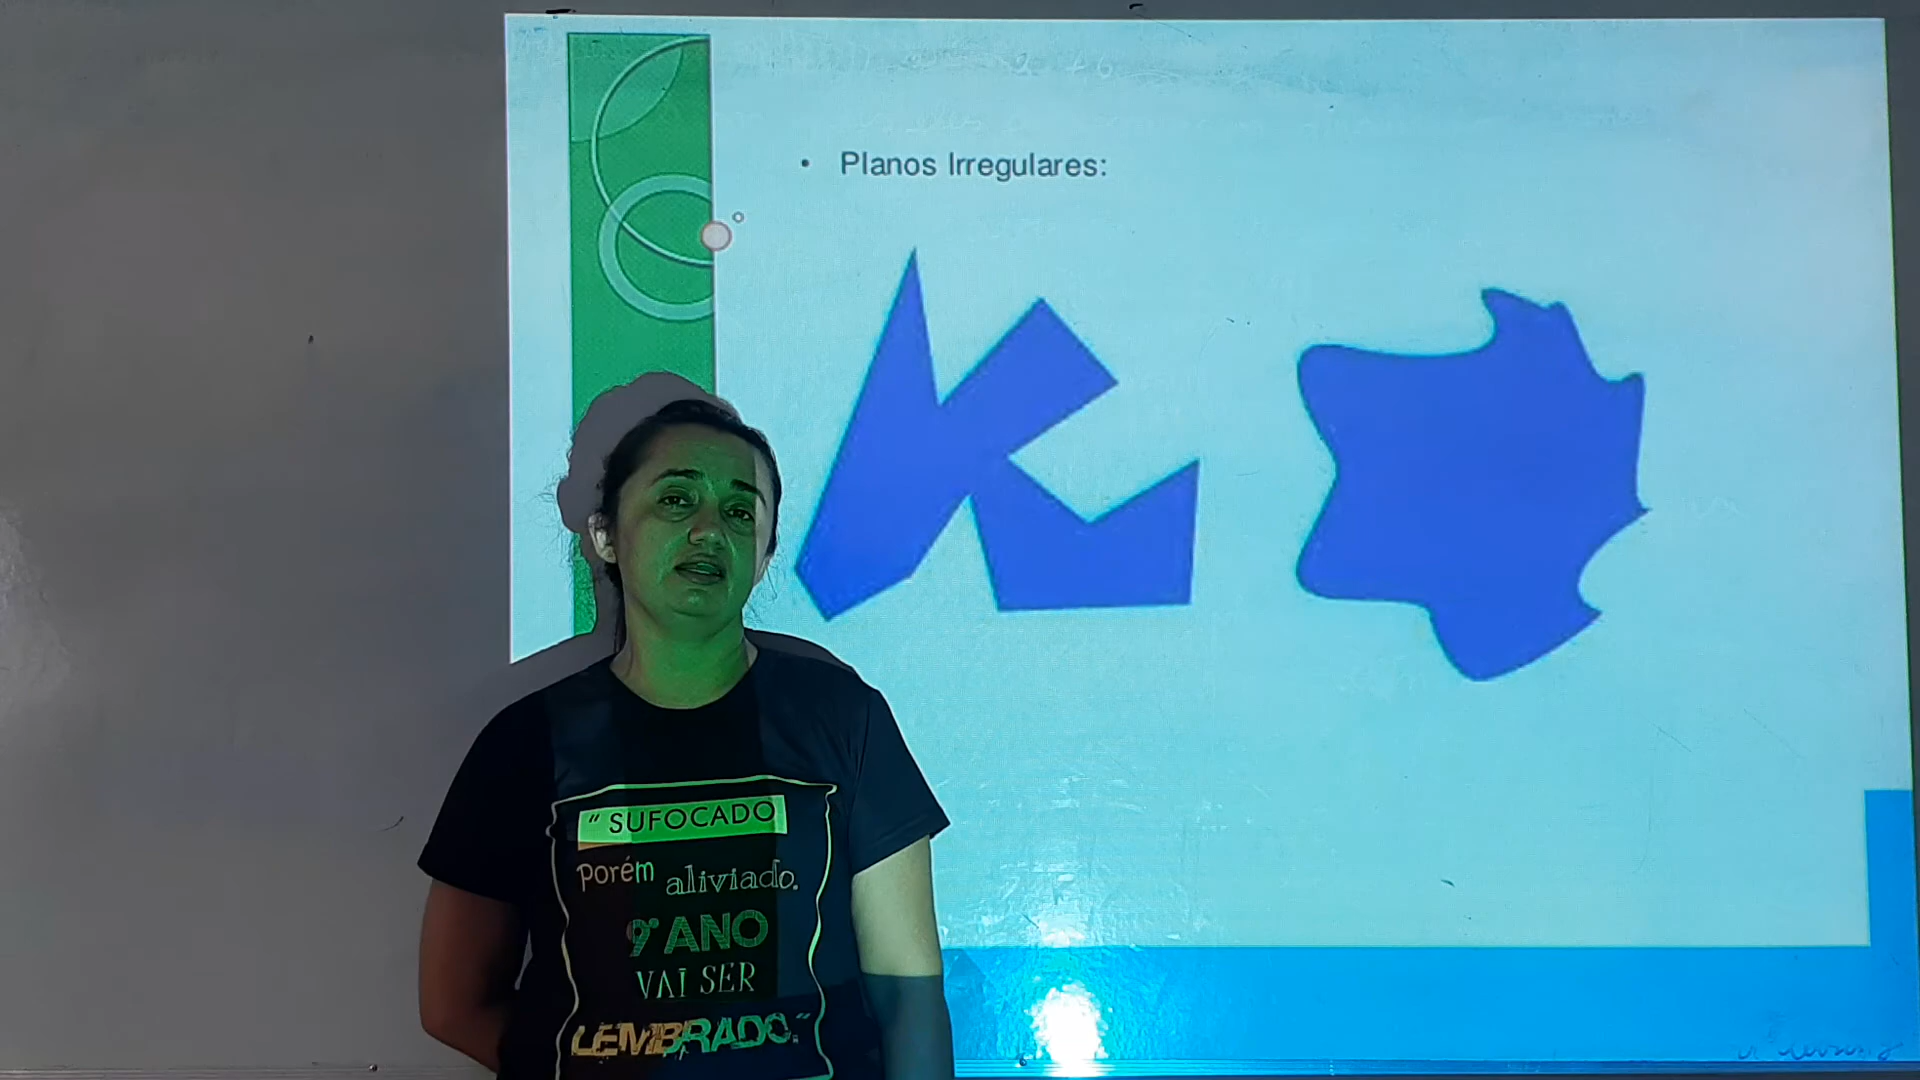 • Planos Irregulares:
" SUFOCADO
porém aliviado.
9º ANO
VAI SER
LEMBRADO."